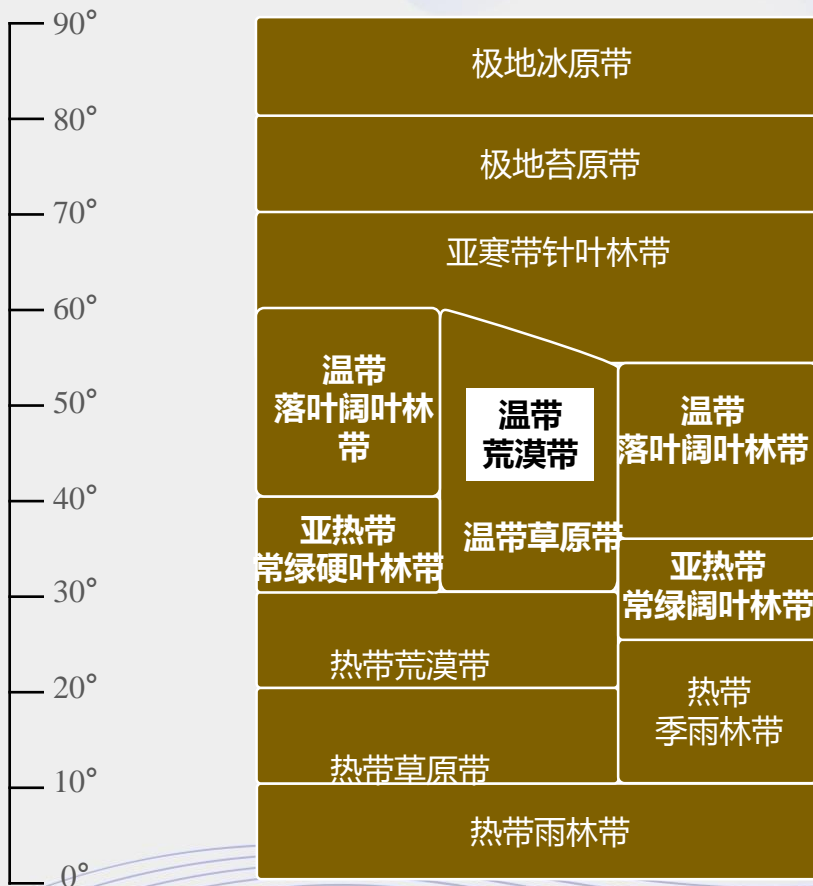 90°
极地冰原带
80°
极地苔原带
70°
亚寒带针叶林带
60°
温带
落叶阔叶林
带
50°
温带
荒漠带
温带
落叶阔叶林带
40°
亚热带
常绿硬叶林带
温带草原带
亚热带
常绿阔叶林带
30°
热带荒漠带
20°
热带
季雨林带
热带草原带
10°
热带雨林带
0°